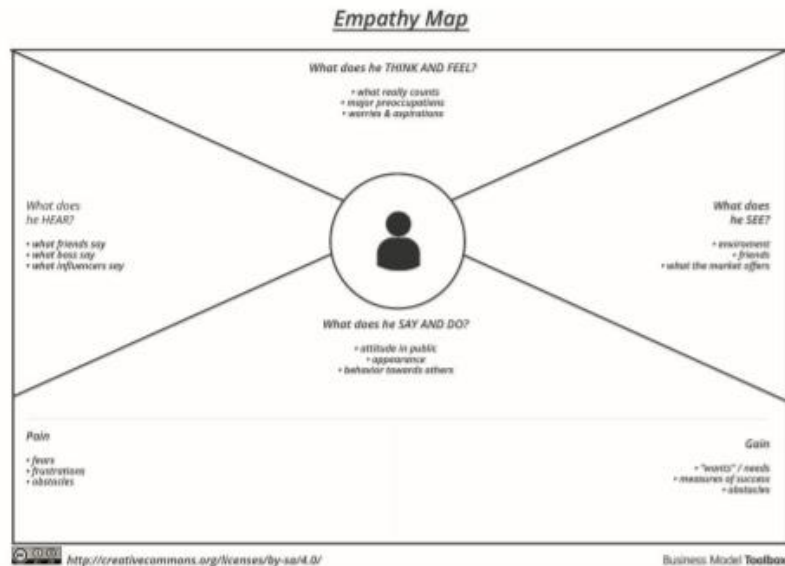 Empathy Map
What does he THINK AND FEEL?
• what really counts
• major preoccupations
• worries & aspirations
What does
he HEAR?
• what friends say
• what boss say
• what influencers say
What does
he SEE?
• enviroment
• friends
• what the market offers
What does he SAY AND DO?
• attitude in public
• appearance
• behavior towards others
Pain
• fears
• frustrations
• obstacles
Gain
• "wants" / needs
• measures of success
• obstacles
http://creativecommons.org/licenses/by-sa/4.0/
Business Model Toolbox